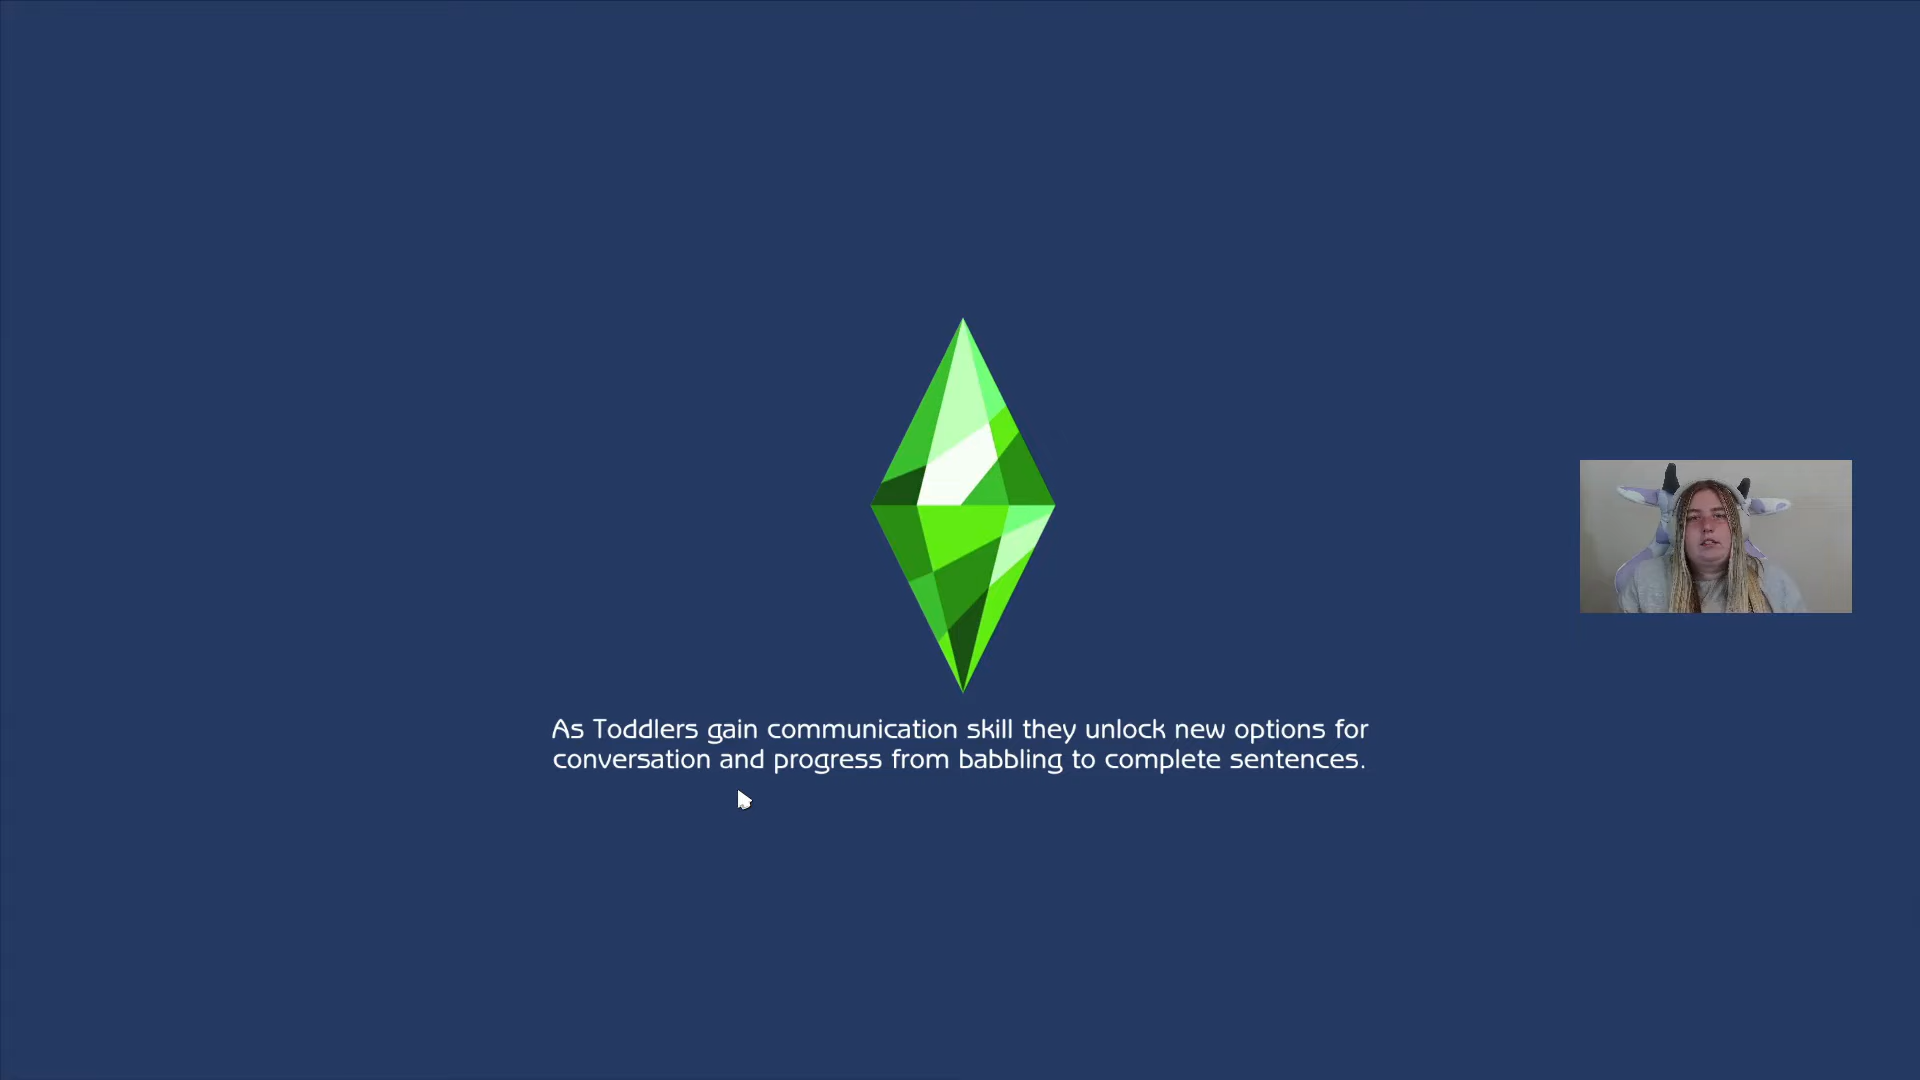 As Toddlers gain communication skill they unlock new options for
conversation and progress from babbling to complete sentences.